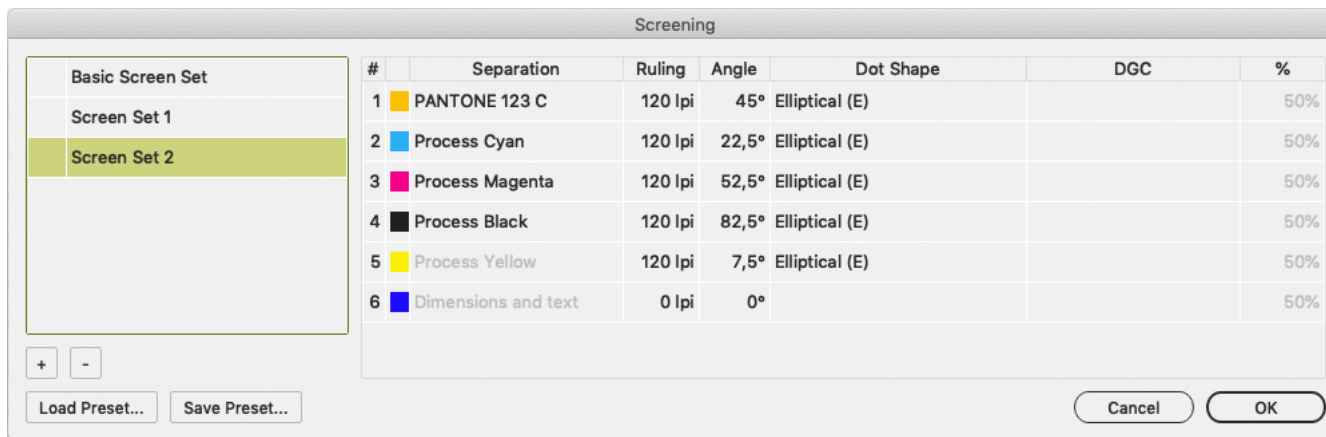 Screening
Basic Screen Set
Screen Set 1
Screen Set 2
+ -
Load Preset... Save Preset...
# Separation Ruling Angle Dot Shape DGC %
1 PANTONE 123 C 120 lpi 45° Elliptical (E) 50%
2 Process Cyan 120 lpi 22,5° Elliptical (E) 50%
3 Process Magenta 120 lpi 52,5° Elliptical (E) 50%
4 Process Black 120 lpi 82,5° Elliptical (E) 50%
5 Process Yellow 120 lpi 7,5° Elliptical (E) 50%
6 Dimensions and text 0 lpi 0° 50%
Cancel OK